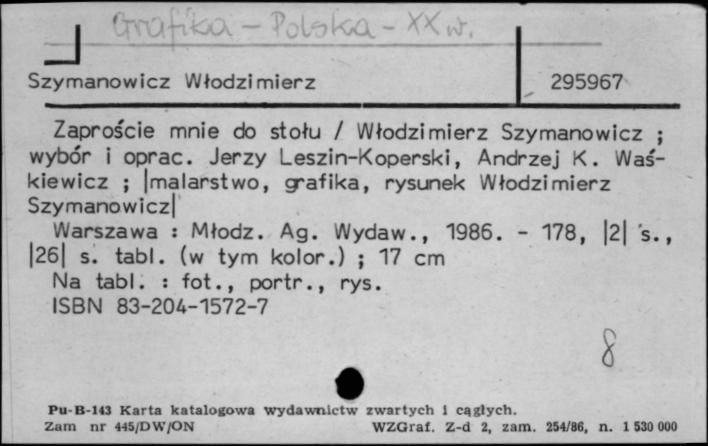 Grafika - Polska - XX w.
Szymanowicz Włodzimierz 295967
Zaproście mnie do stołu / Włodzimierz Szymanowicz ;
wybór i oprac. Jerzy Leszin-Koperski, Andrzej K. Waś-
kiewicz ; |malarstwo, grafika, rysunek Włodzimierz
Szymanowicz|
Warszawa : Młodz. Ag. Wydaw., 1986. - 178, |2| s.,
|26| s. tabl. (w tym kolor.) ; 17 cm
Na tabl. : fot., portr., rys.
ISBN 83-204-1572-7
8
Pu-B-143 Karta katalogowa wydawnictw zwartych i ciągłych.
Zam nr 445/DW/ON WZGraf. Z-d 2, zam. 254/86, n. 1 530 000